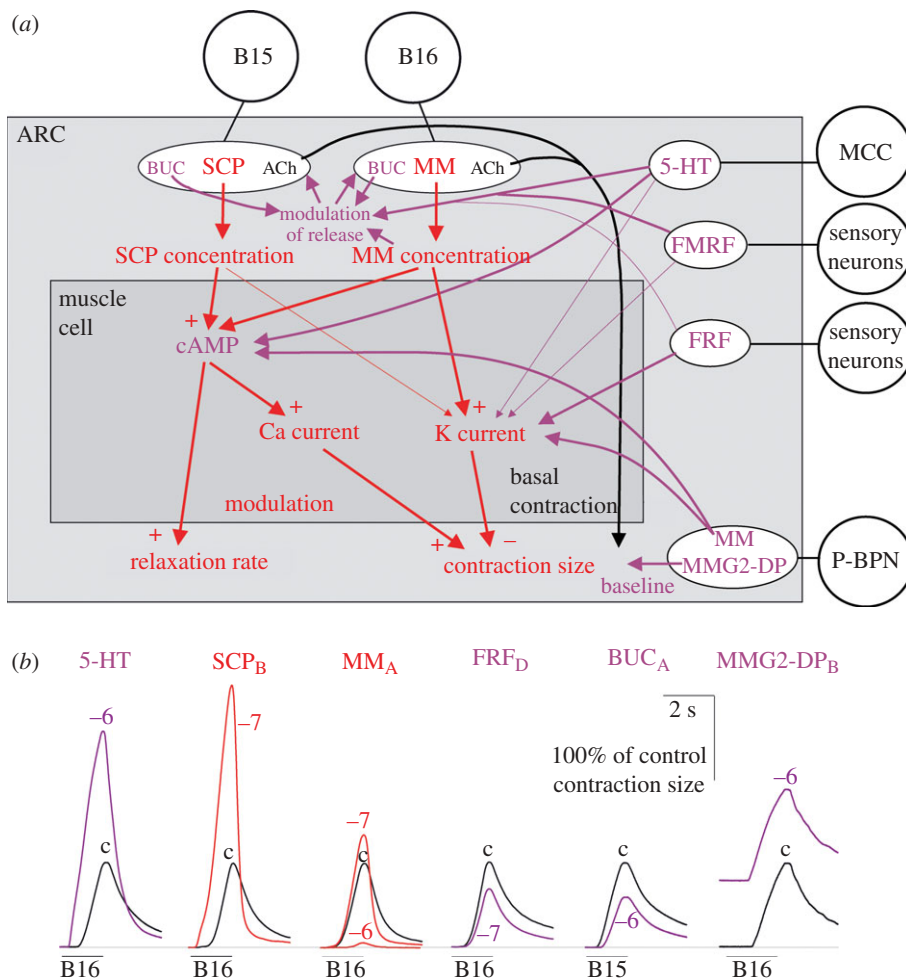 (a)
B15
B16
ARC
MCC
BUC SCP ACh
BUC MM ACh
5-HT
modulation
of release
FMRF
sensory
neurons
SCP concentration
MM concentration
muscle
cell
+
cAMP
FRF
sensory
neurons
+
Ca current
+
K current
basal
contraction
modulation
+
relaxation rate
+
−
contraction size
baseline
MM
MMG2-DP
P-BPN
(b)
5-HT
SCPB
MMA
FRFD
BUCA
MMG2-DPB
2 s
100% of control
contraction size
−6
c
B16
−7
c
B16
−7
c
−6
B16
c
−7
B16
c
−6
B15
−6
c
B16